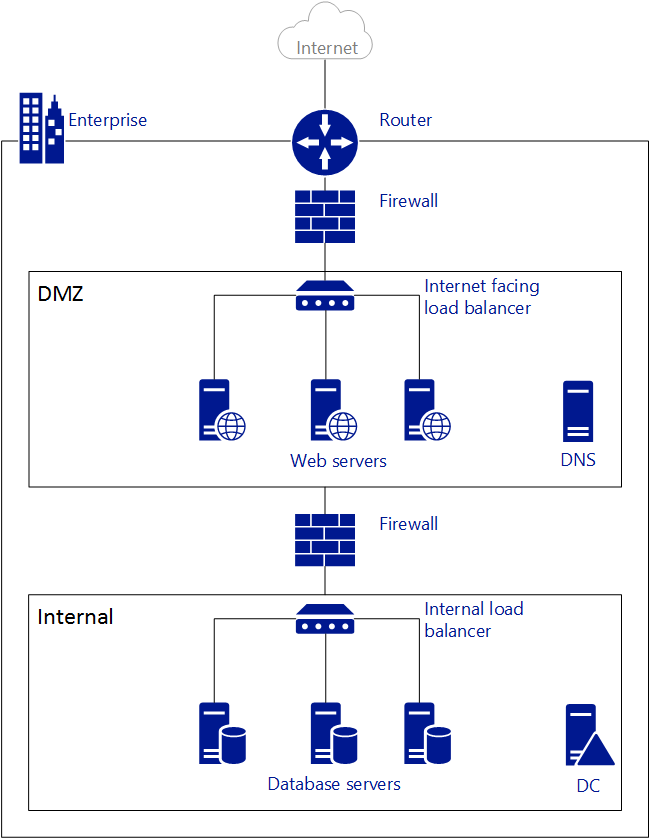 Internet
Enterprise
Router
Firewall
DMZ
Internet facing
load balancer
Web servers
DNS
Firewall
Internal
Internal load
balancer
Database servers
DC